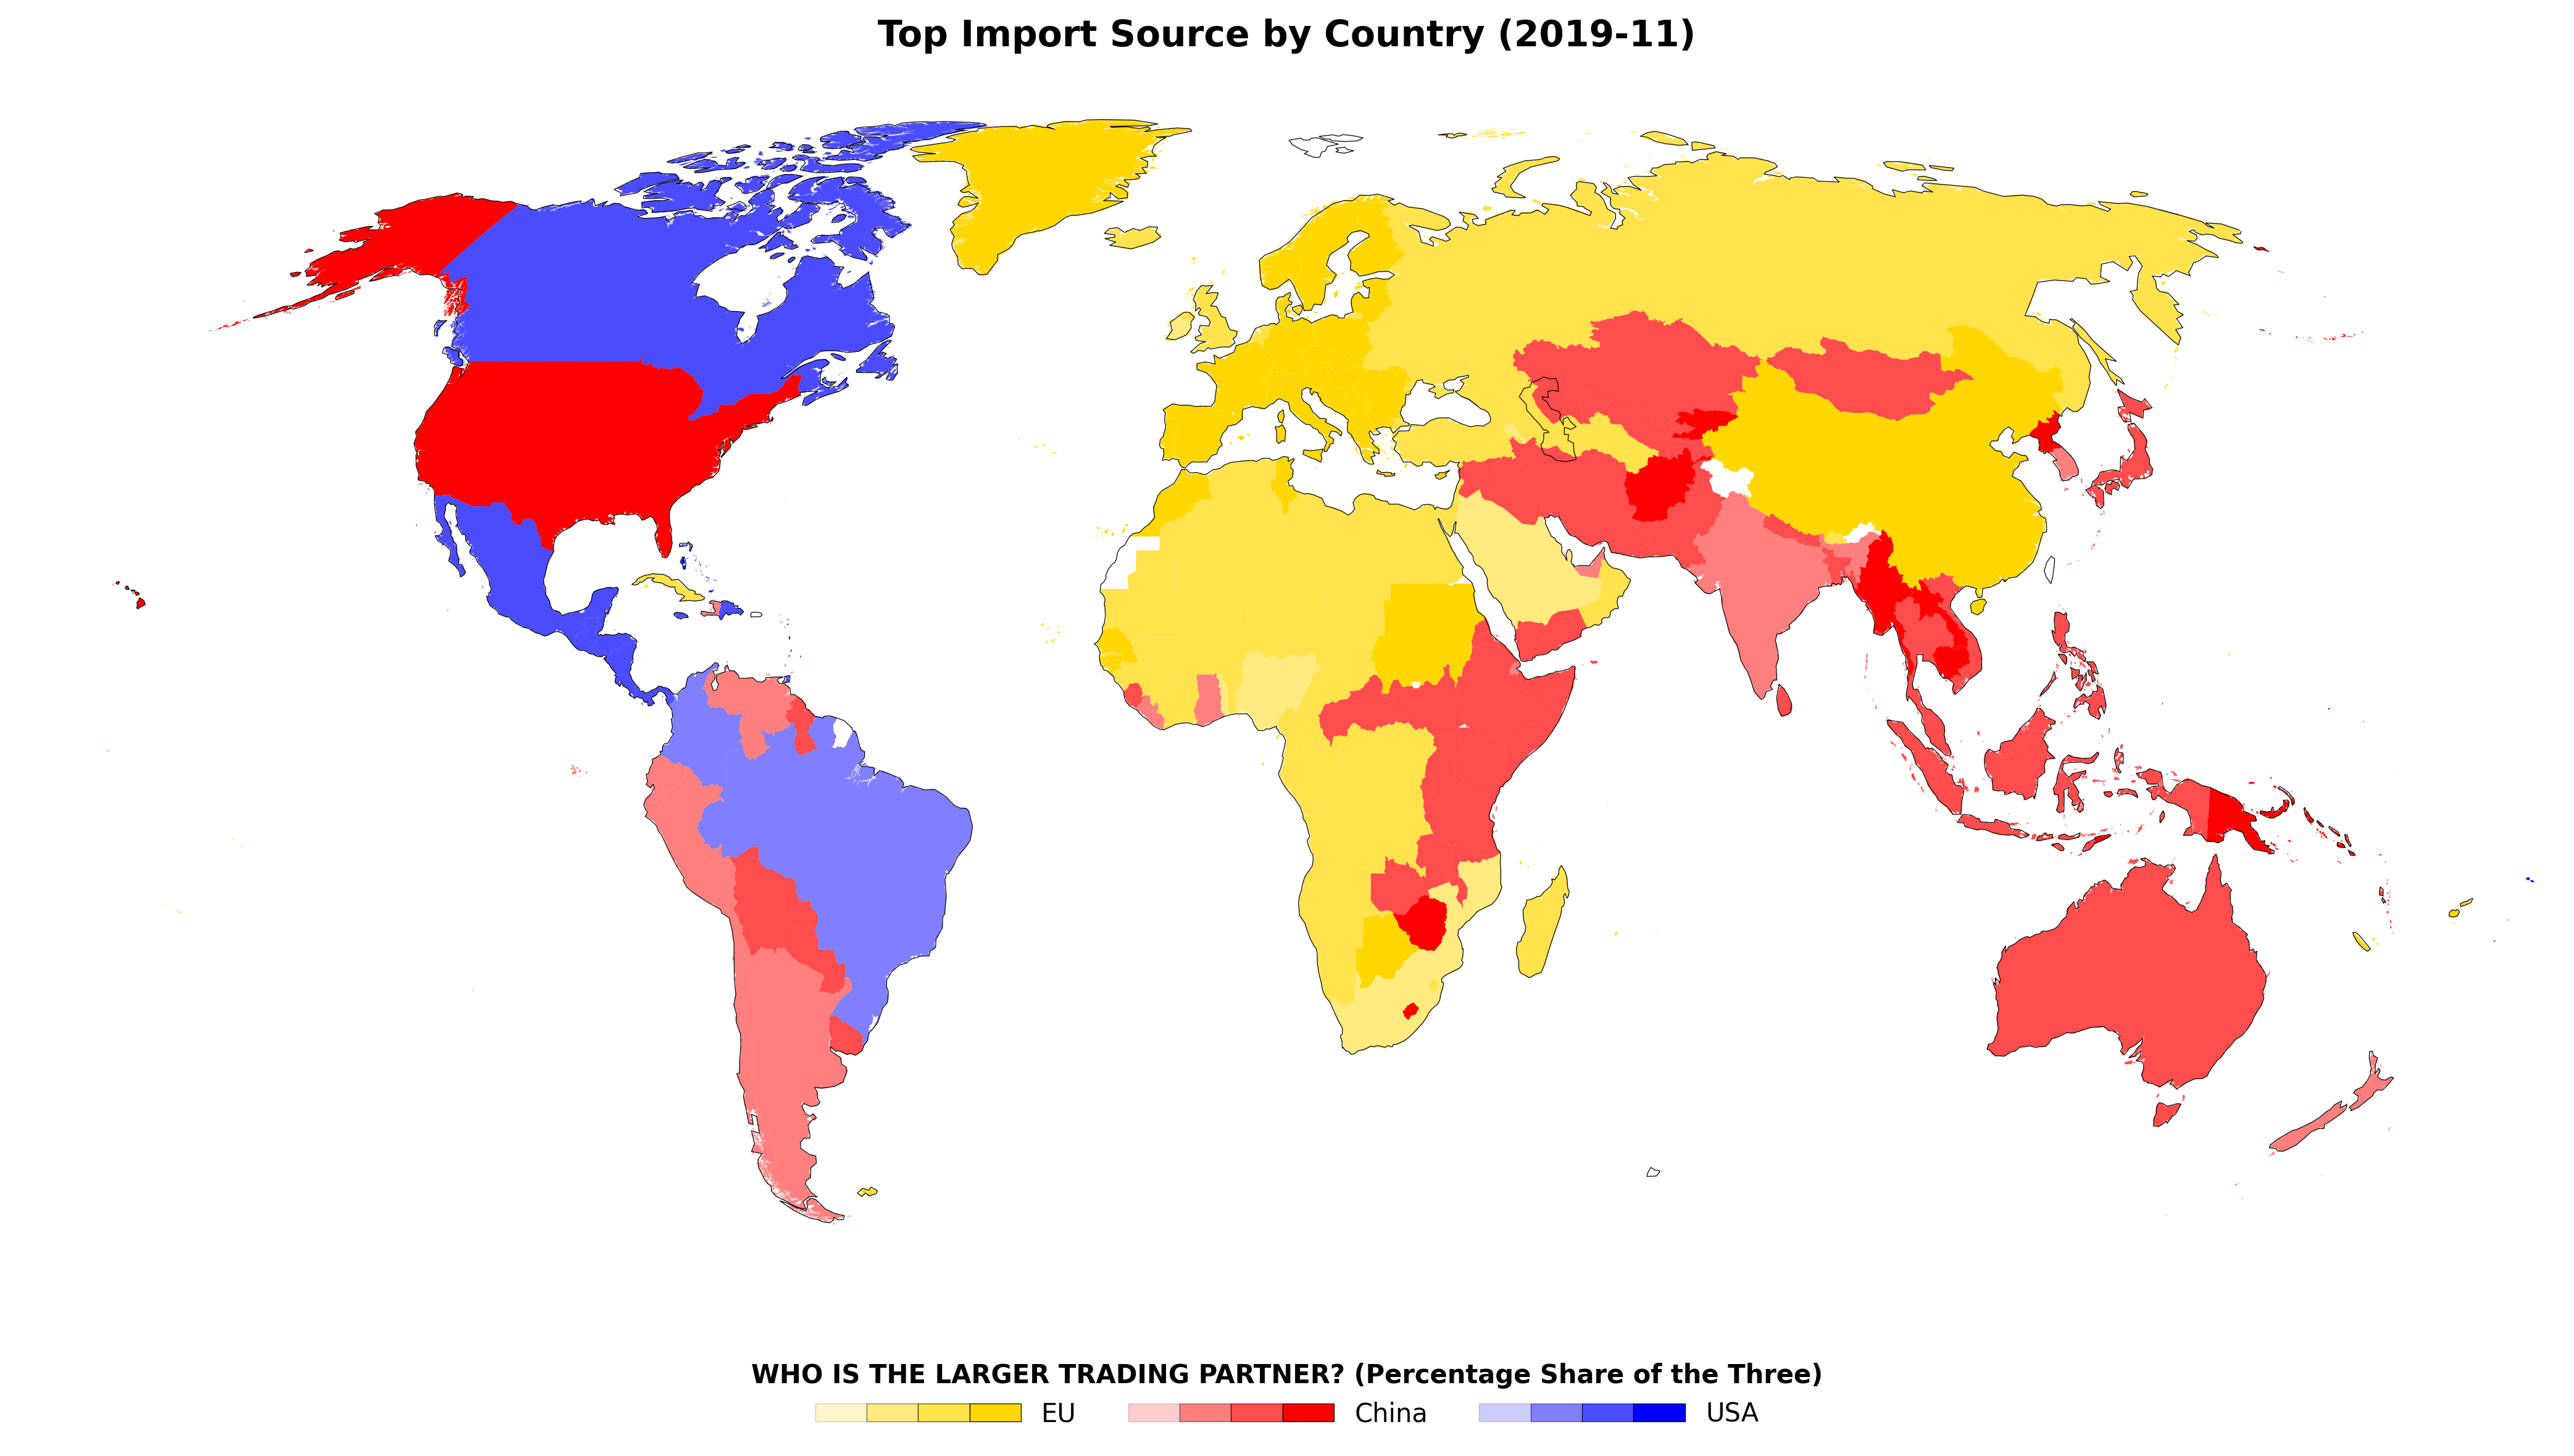 Top Import Source by Country (2019-11)
WHO IS THE LARGER TRADING PARTNER? (Percentage Share of the Three)
EU China USA